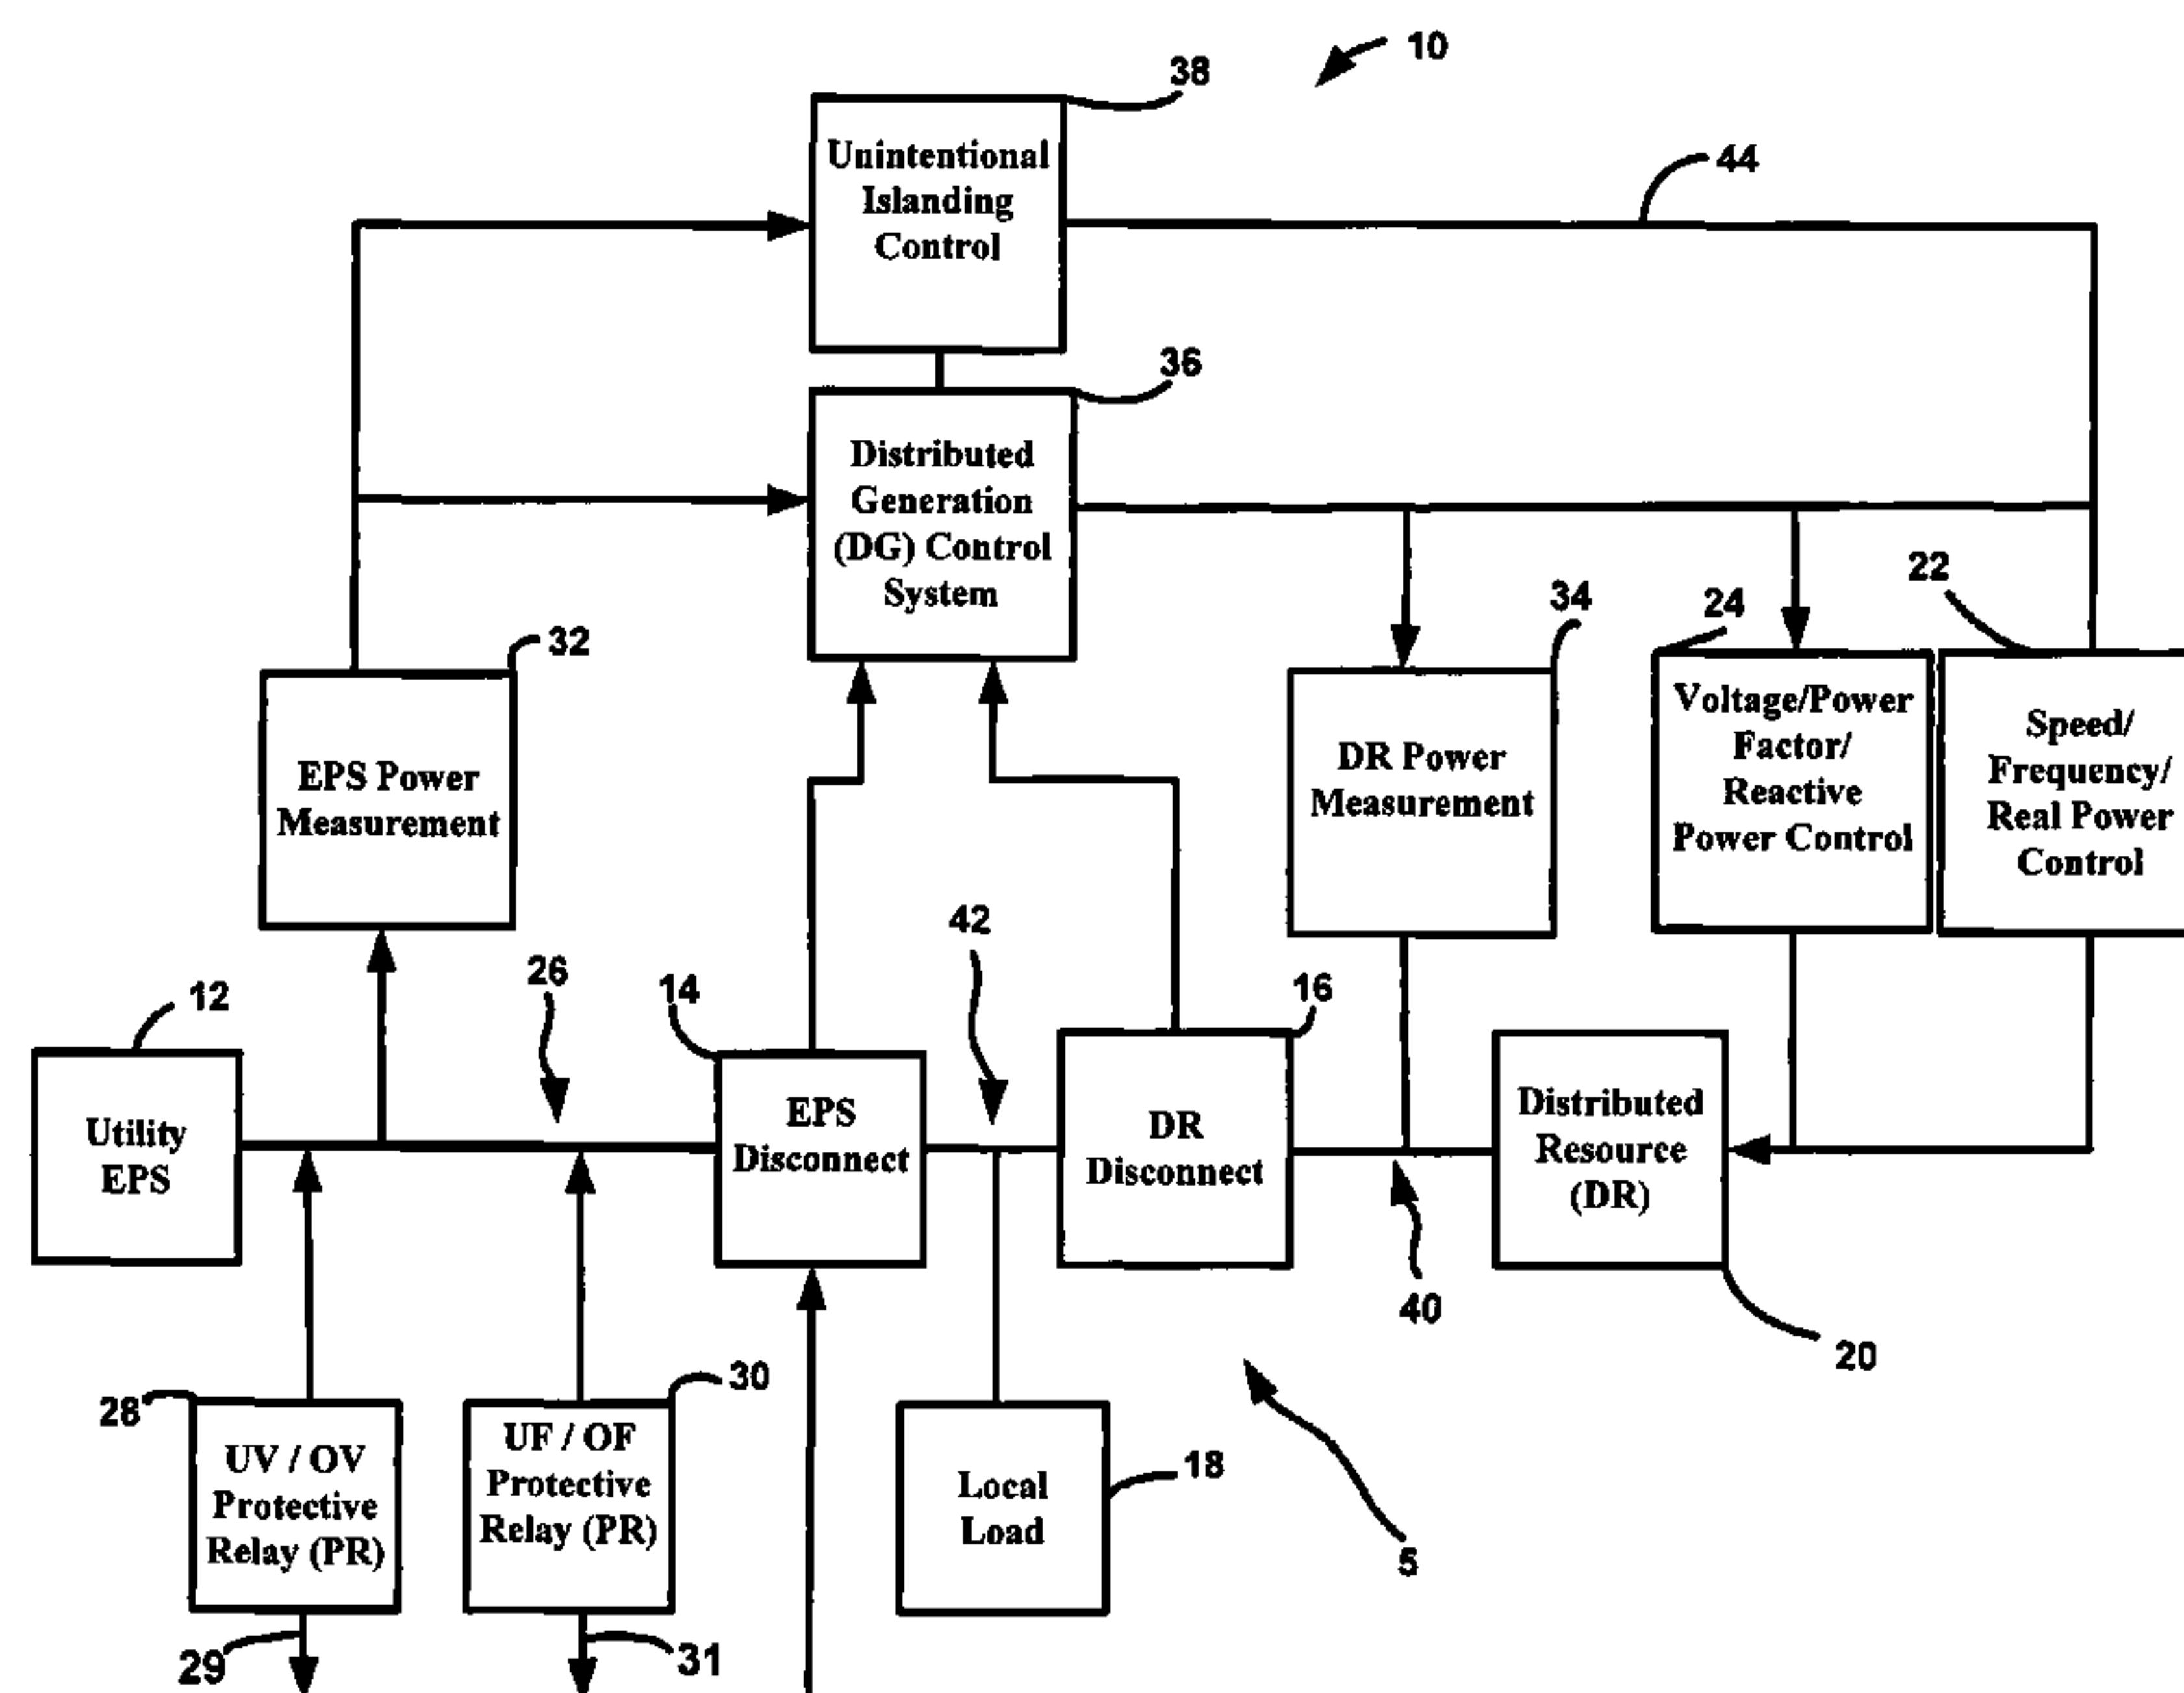 10
38
Unintentional
Islanding
Control
44
36
Distributed
Generation
(DG) Control
System
22
34
24
32
EPS Power
Measurement
DR Power
Measurement
Voltage/Power
Factor/
Reactive
Power Control
Speed/
Frequency/
Real Power
Control
42
26
12
14
16
Utility
EPS
EPS
Disconnect
DR
Disconnect
Distributed
Resource
(DR)
40
20
28
30
UV / OV
Protective
Relay (PR)
UF / OF
Protective
Relay (PR)
Local
Load
18
5
29
31